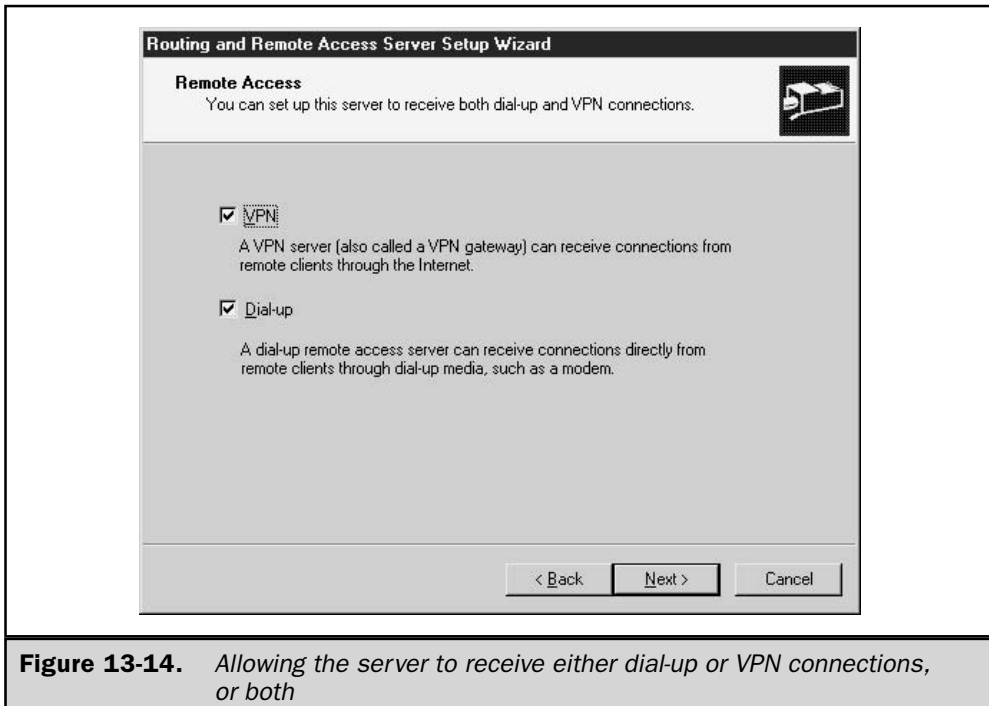 Routing and Remote Access Server Setup Wizard
Remote Access
You can set up this server to receive both dial-up and VPN connections.
VPN
A VPN server (also called a VPN gateway) can receive connections from
remote clients through the Internet.
Dial-up
A dial-up remote access server can receive connections directly from
remote clients through dial-up media, such as a modem.
< Back Next > Cancel
Figure 13-14. Allowing the server to receive either dial-up or VPN connections,
or both